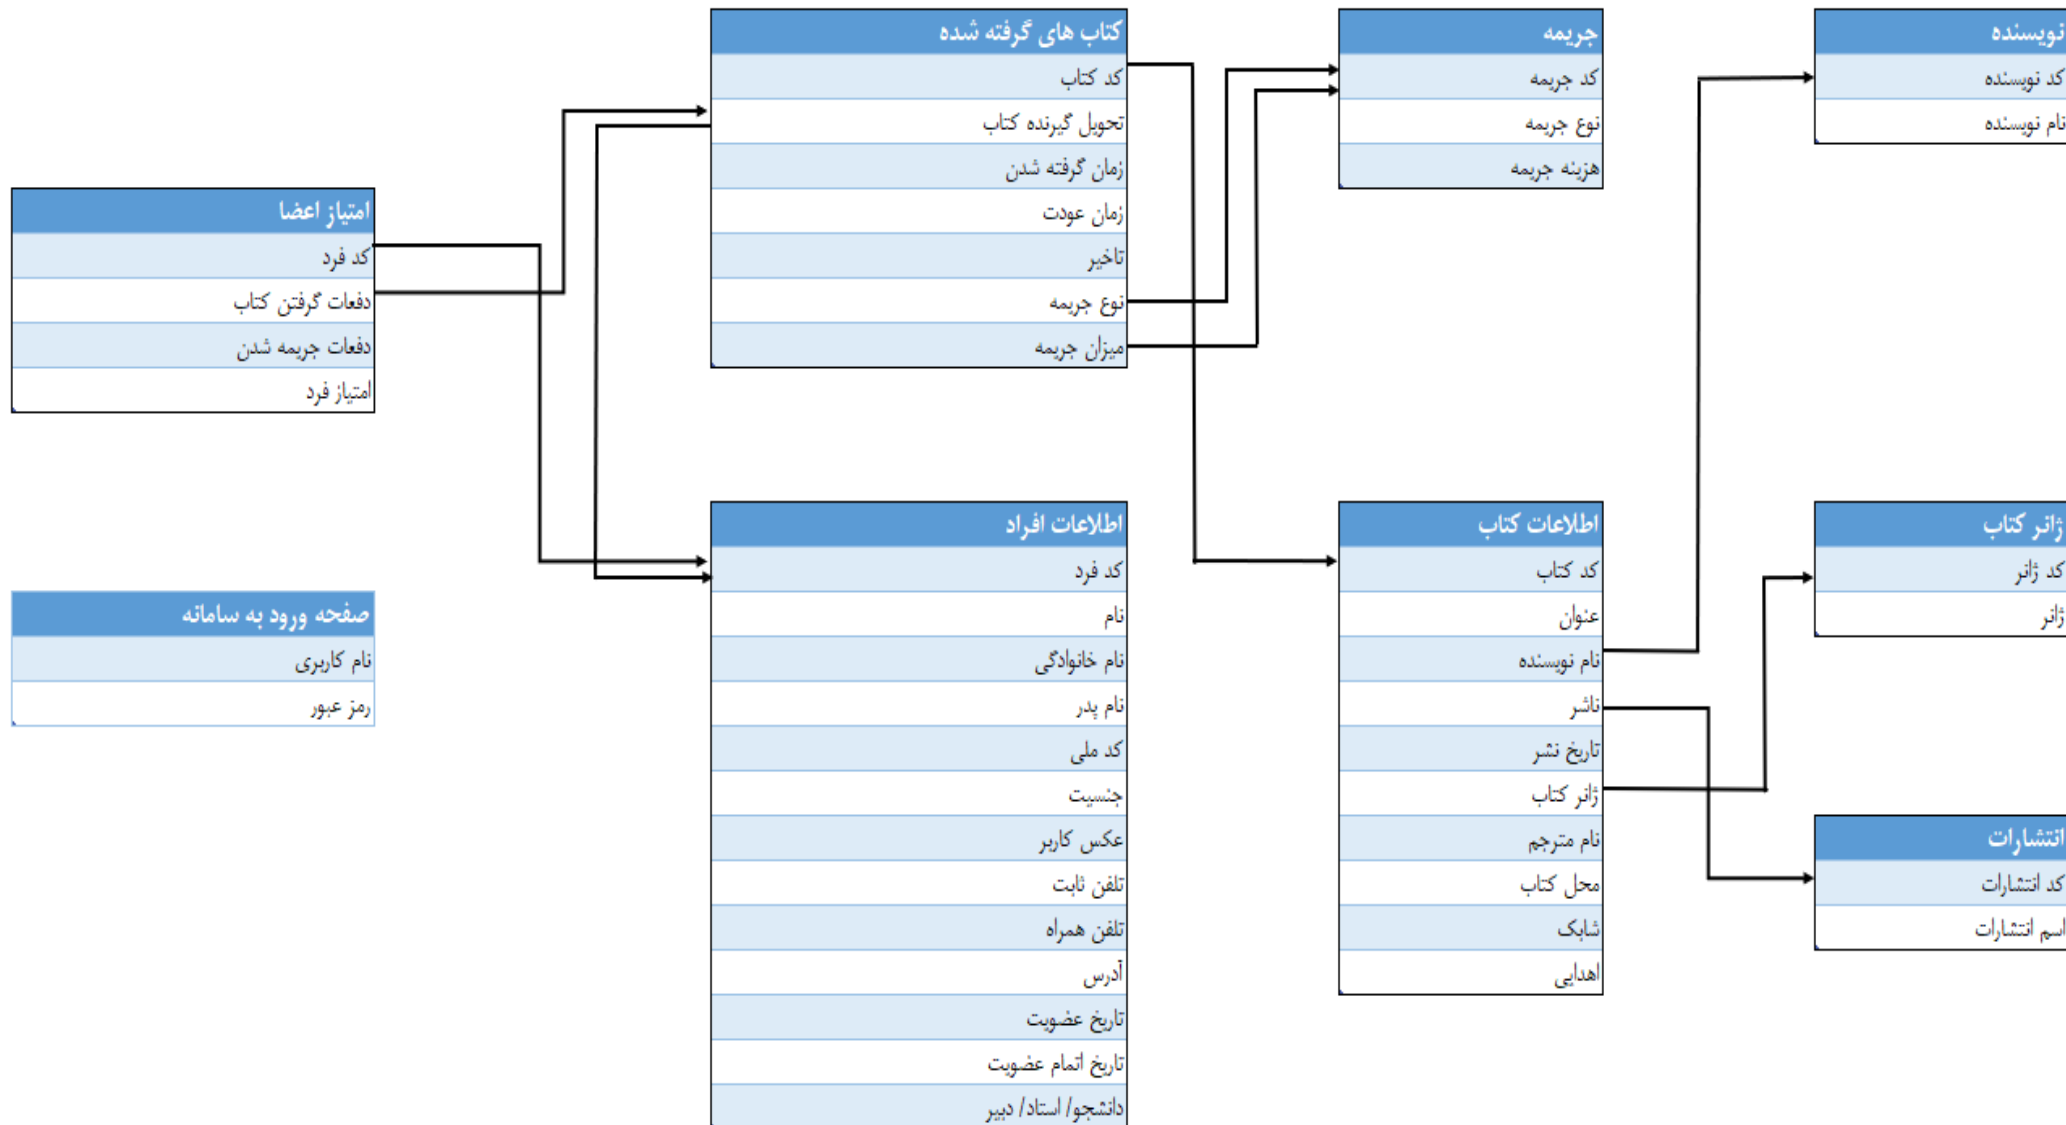 نویسنده
کد نویسنده
نام نویسنده
جریمه
کد جریمه
نوع جریمه
هزینه جریمه
کتاب های گرفته شده
کد کتاب
تحویل گیرنده کتاب
زمان گرفته شدن
زمان عودت
تاخیر
نوع جریمه
میزان جریمه
امتیاز اعضا
کد فرد
دفعات گرفتن کتاب
دفعات جریمه شدن
امتیاز فرد
ژانر کتاب
کد ژانر
ژانر
انتشارات
کد انتشارات
اسم انتشارات
اطلاعات کتاب
کد کتاب
عنوان
نام نویسنده
ناشر
تاریخ نشر
ژانر کتاب
نام مترجم
محل کتاب
شابک
اهدایی
اطلاعات افراد
کد فرد
نام
نام خانوادگی
نام پدر
کد ملی
جنسیت
عکس کاربر
تلفن ثابت
تلفن همراه
آدرس
تاریخ عضویت
تاریخ اتمام عضویت
دانشجو/ استاد/ دبیر
صفحه ورود به سامانه
نام کاربری
رمز عبور